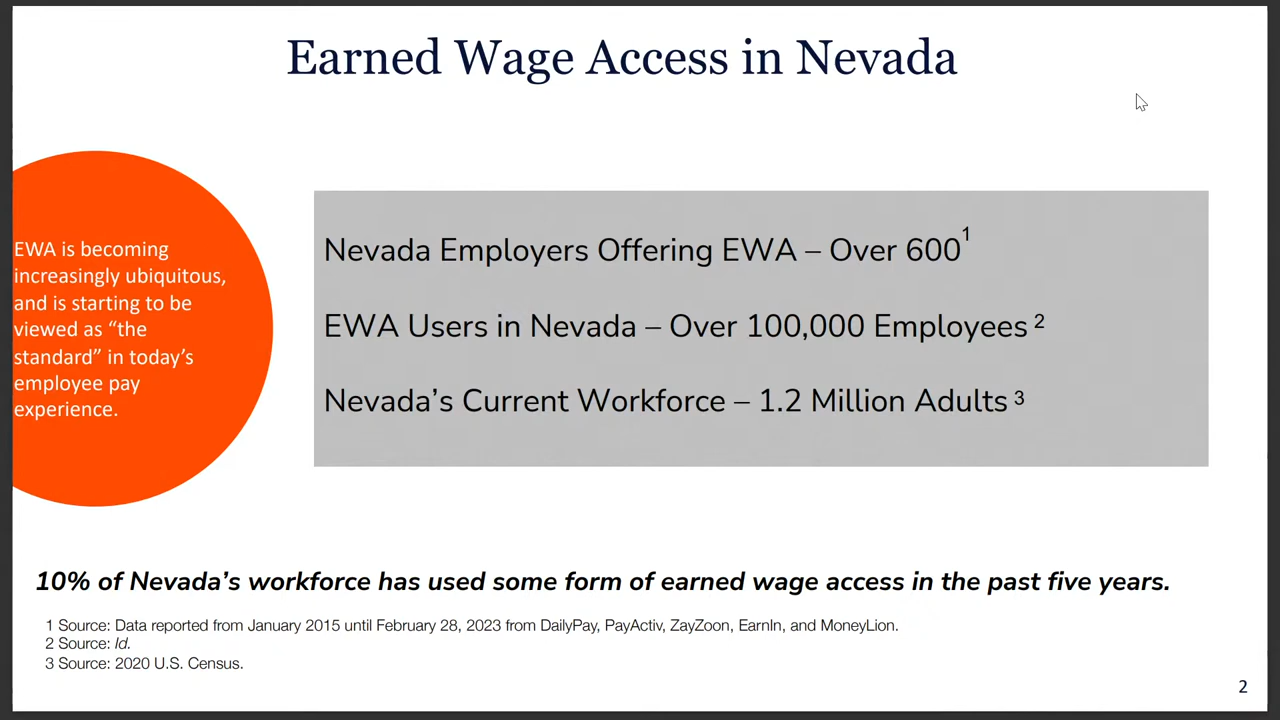 Earned Wage Access in Nevada
EWA is becoming
increasingly ubiquitous,
and is starting to be
viewed as “the
standard” in today’s
employee pay
experience.
Nevada Employers Offering EWA – Over 600¹
EWA Users in Nevada – Over 100,000 Employees ²
Nevada’s Current Workforce – 1.2 Million Adults ³
10% of Nevada’s workforce has used some form of earned wage access in the past five years.
1 Source: Data reported from January 2015 until February 28, 2023 from DailyPay, PayActiv, ZayZoon, EarnIn, and MoneyLion.
2 Source: Id.
3 Source: 2020 U.S. Census.
2